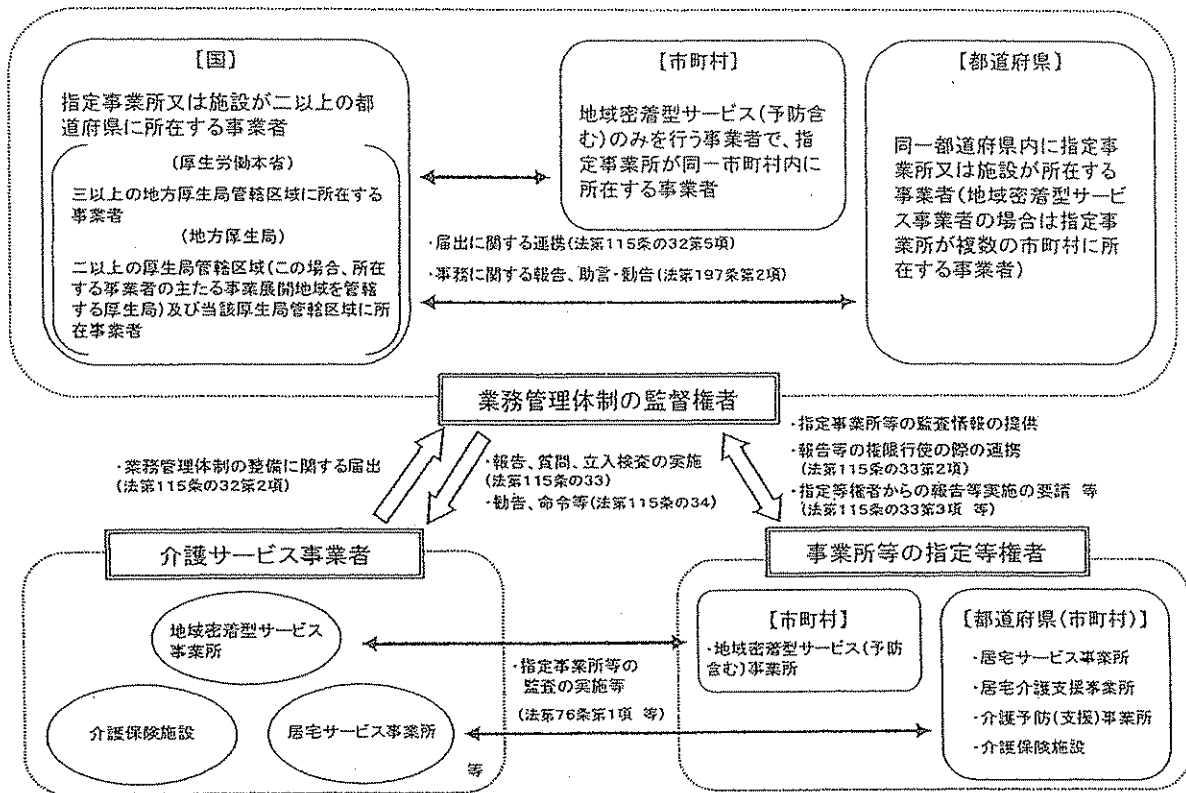 【国】
指定事業所又は施設が二以上の都
道府県に所在する事業者
(厚生労働本省)
三以上の地方厚生局管轄区域に所在する
事業者
(地方厚生局)
二以上の厚生局管轄区域(この場合、所在
する事業者の主たる事業展開地域を管轄
する厚生局)及び当該厚生局管轄区域に所
在事業者
【市町村】
地域密着型サービス(予防含
む)のみを行う事業者で、指
定事業所が同一市町村内に
所在する事業者
【都道府県】
同一都道府県内に指定事
業所又は施設が所在する
事業者(地域密着型サービ
ス事業者の場合は指定事
業所が複数の市町村に所
在する事業者)
・届出に関する連携(法第115条の32第5項)
・事務に関する報告、助言・勧告(法第197条第2項)
業務管理体制の監督権者
・業務管理体制の整備に関する届出
(法第115条の32第2項)
・報告、質問、立入検査の実施
(法第115条の33)
・勧告、命令等(法第115条の34)
・指定事業所等の監査情報の提供
・報告等の権限行使の際の連携
(法第115条の33第2項)
・指定等権者からの報告等実施の要請 等
(法第115条の33第3項 等)
介護サービス事業者
地域密着型サービス
事業所
介護保険施設
居宅サービス事業所
等
・指定事業所等の
監査の実施等
(法第76条第1項 等)
事業所等の指定等権者
【市町村】
・地域密着型サービス(予防
含む)事業所
【都道府県(市町村)】
・居宅サービス事業所
・居宅介護支援事業所
・介護予防(支援)事業所
・介護保険施設